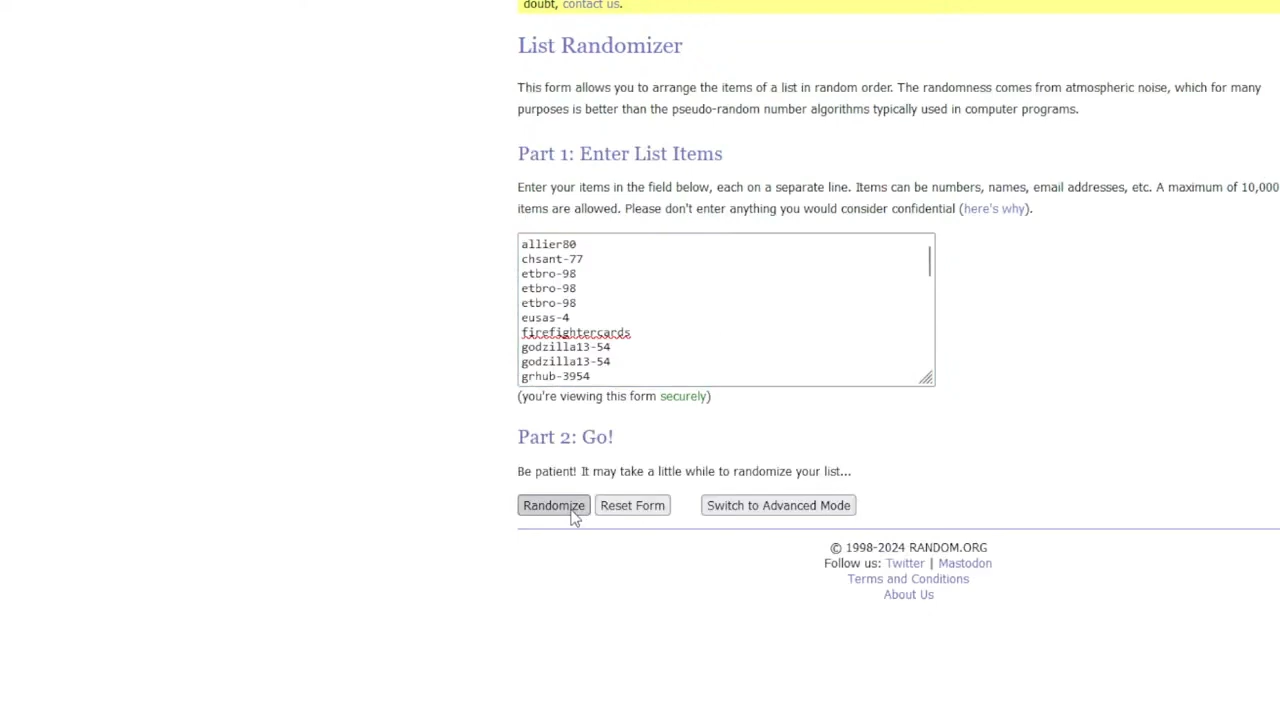 doubt, contact us.
List Randomizer
This form allows you to arrange the items of a list in random order. The randomness comes from atmospheric noise, which for many
purposes is better than the pseudo-random number algorithms typically used in computer programs.
Part 1: Enter List Items
Enter your items in the field below, each on a separate line. Items can be numbers, names, email addresses, etc. A maximum of 10,000
items are allowed. Please don't enter anything you would consider confidential (here's why).
allier80
chsant-77
etbro-98
etbro-98
etbro-98
eusas-4
firefightercards
godzilla13-54
godzilla13-54
grhub-3954
(you're viewing this form securely)
Part 2: Go!
Be patient! It may take a little while to randomize your list...
Randomize Reset Form Switch to Advanced Mode
© 1998-2024 RANDOM.ORG
Follow us: Twitter | Mastodon
Terms and Conditions
About Us